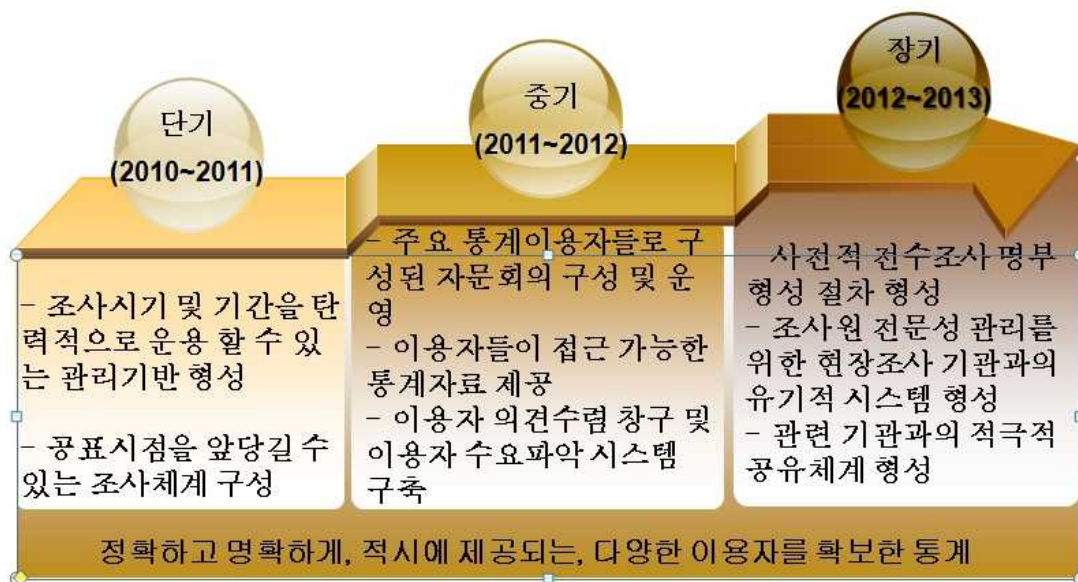 단기
(2010~2011)
중기
(2011~2012)
장기
(2012~2013)
- 조사시기 및 기간을 탄
력적으로 운용 할 수 있
는 관리기반 형성
- 공표시점을 앞당길 수
있는 조사체계 구성
- 주요 통계이용자들로 구
성된 자문회의 구성 및 운
영
- 이용자들이 접근 가능한
통계자료 제공
- 이용자 의견수렴 창구 및
이용자 수요파악 시스템
구축
사전적 전수조사 명부
형성 절차 형성
- 조사원 전문성 관리를
위한 현장조사 기관과의
유기적 시스템 형성
- 관련 기관과의 적극적
공유체계 형성
정확하고 명확하게, 적시에 제공되는, 다양한 이용자를 확보한 통계